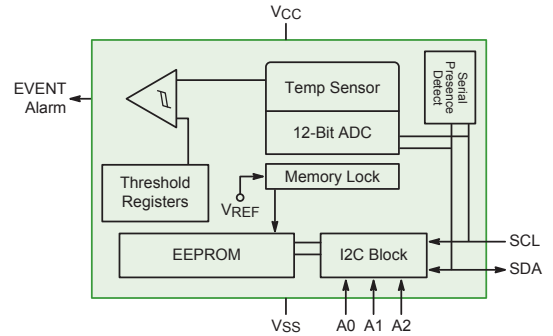 VCC
EVENT
Alarm
Temp Sensor
12-Bit ADC
Serial
Presence
Detect
Threshold
Registers
Memory Lock
VREF
EEPROM
I2C Block
SCL
SDA
VSS
A0 A1 A2